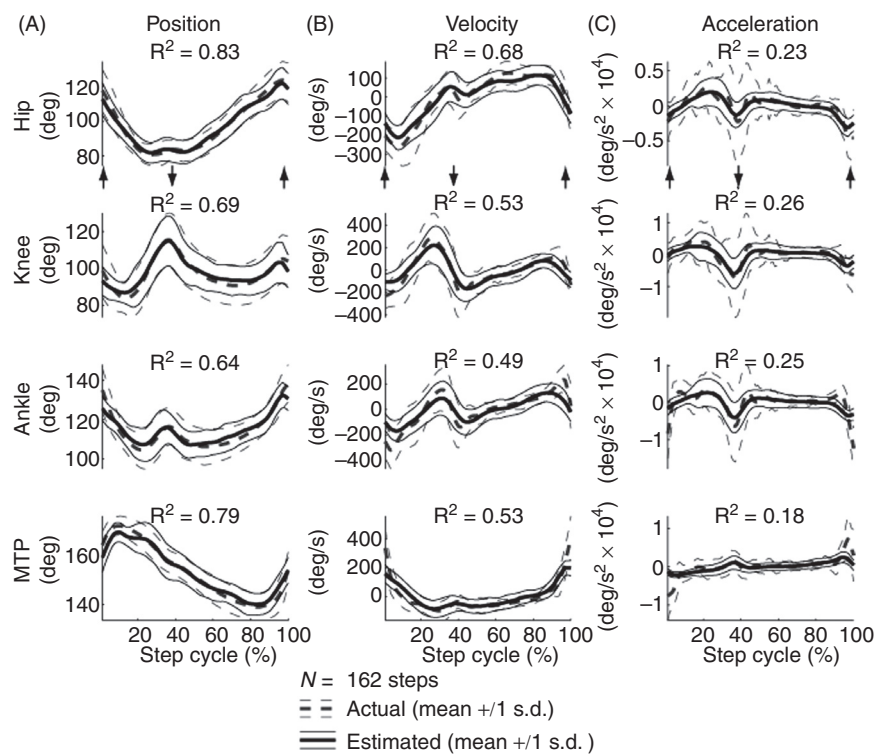 (A) Position (B) Velocity (C) Acceleration
R² = 0.83 R² = 0.68 R² = 0.23
Hip
(deg)
120
100
80
(deg/s)
100
0
−100
−200
−300
(deg/s² × 10⁴)
0.5
0
−0.5
R² = 0.69 R² = 0.53 R² = 0.26
Knee
(deg)
120
100
80
(deg/s)
400
200
0
−200
−400
(deg/s² × 10⁴)
1
0
−1
R² = 0.64 R² = 0.49 R² = 0.25
Ankle
(deg)
140
120
100
(deg/s)
200
0
−200
−400
(deg/s² × 10⁴)
1
0
−1
R² = 0.79 R² = 0.53 R² = 0.18
MTP
(deg)
160
140
(deg/s)
400
200
0
(deg/s² × 10⁴)
1
0
−1
20 60 100 20 60 100 20 60 100
40 80 40 80 40 80
Step cycle (%) Step cycle (%) Step cycle (%)
N = 162 steps
Actual (mean +/1 s.d.)
Estimated (mean +/1 s.d. )